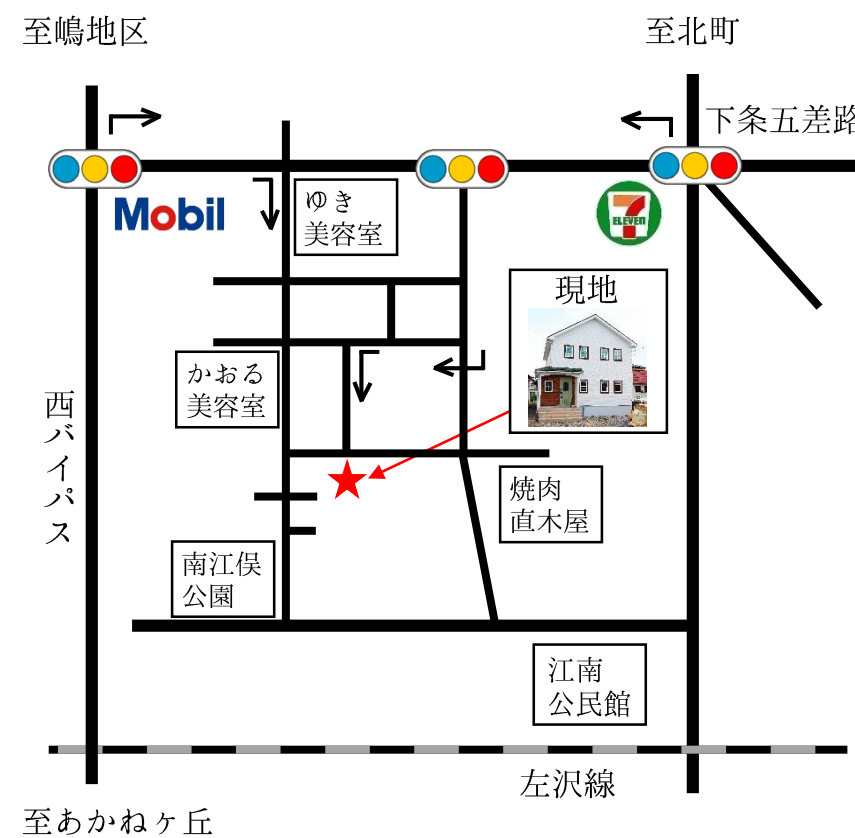 至嶋地区
至北町
下条五差路
Mobil
ゆき
美容室
7
ELEVEN
現地
かおる
美容室
西バイパス
焼肉
直木屋
南江俣
公園
江南
公民館
左沢線
至あかねヶ丘